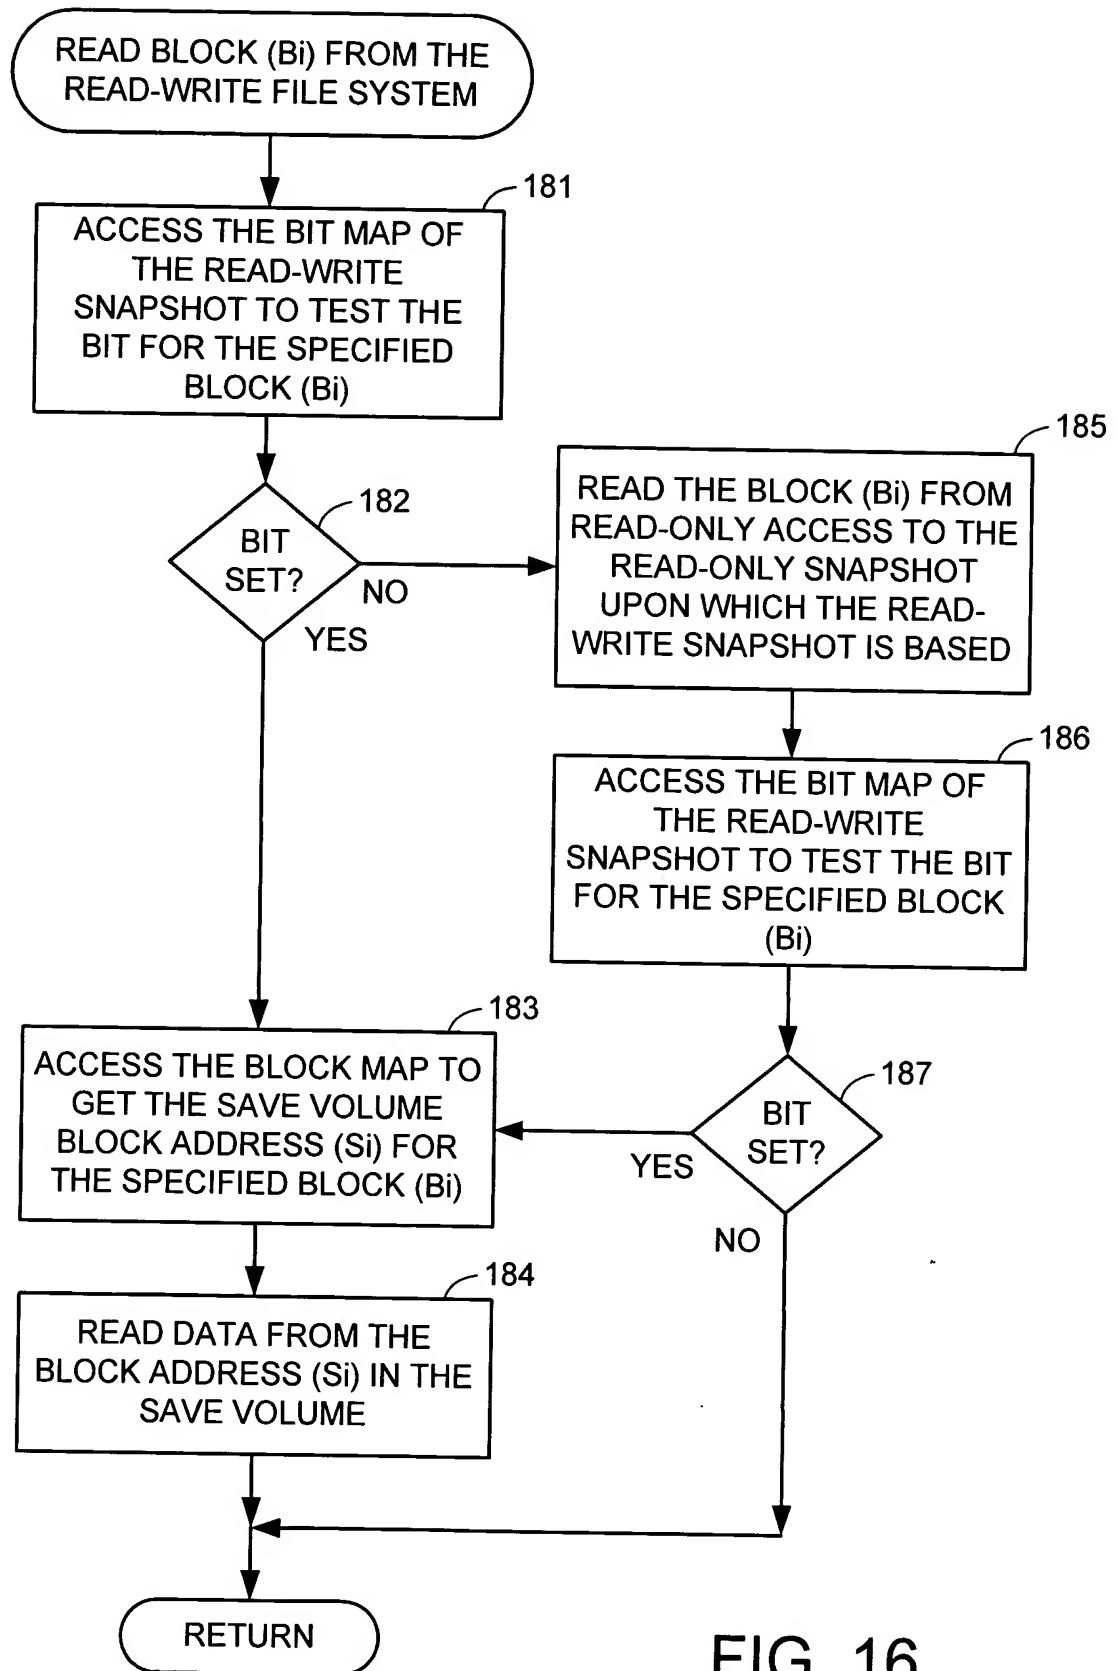 READ BLOCK (Bi) FROM THE
READ-WRITE FILE SYSTEM
181
ACCESS THE BIT MAP OF
THE READ-WRITE
SNAPSHOT TO TEST THE
BIT FOR THE SPECIFIED
BLOCK (Bi)
182
BIT
SET?
NO
YES
185
READ THE BLOCK (Bi) FROM
READ-ONLY ACCESS TO THE
READ-ONLY SNAPSHOT
UPON WHICH THE READ-
WRITE SNAPSHOT IS BASED
186
ACCESS THE BIT MAP OF
THE READ-WRITE
SNAPSHOT TO TEST THE BIT
FOR THE SPECIFIED BLOCK
(Bi)
187
BIT
SET?
YES
NO
183
ACCESS THE BLOCK MAP TO
GET THE SAVE VOLUME
BLOCK ADDRESS (Si) FOR
THE SPECIFIED BLOCK (Bi)
184
READ DATA FROM THE
BLOCK ADDRESS (Si) IN THE
SAVE VOLUME
RETURN
FIG. 16